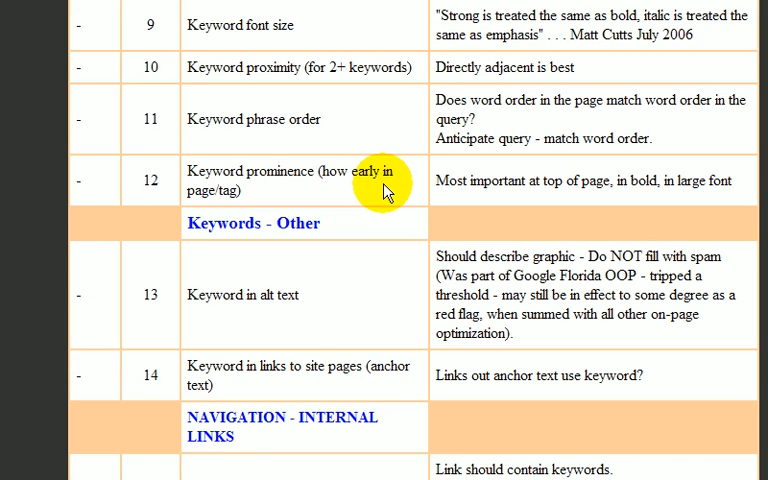 - 9 Keyword font size "Strong is treated the same as bold, italic is treated the
same as emphasis" . . . Matt Cutts July 2006
- 10 Keyword proximity (for 2+ keywords) Directly adjacent is best
- 11 Keyword phrase order Does word order in the page match word order in the
query?
Anticipate query - match word order.
- 12 Keyword prominence (how early in
page/tag) Most important at top of page, in bold, in large font
Keywords - Other
- 13 Keyword in alt text Should describe graphic - Do NOT fill with spam
(Was part of Google Florida OOP - tripped a
threshold - may still be in effect to some degree as a
red flag, when summed with all other on-page
optimization).
- 14 Keyword in links to site pages (anchor
text) Links out anchor text use keyword?
NAVIGATION - INTERNAL
LINKS
Link should contain keywords.